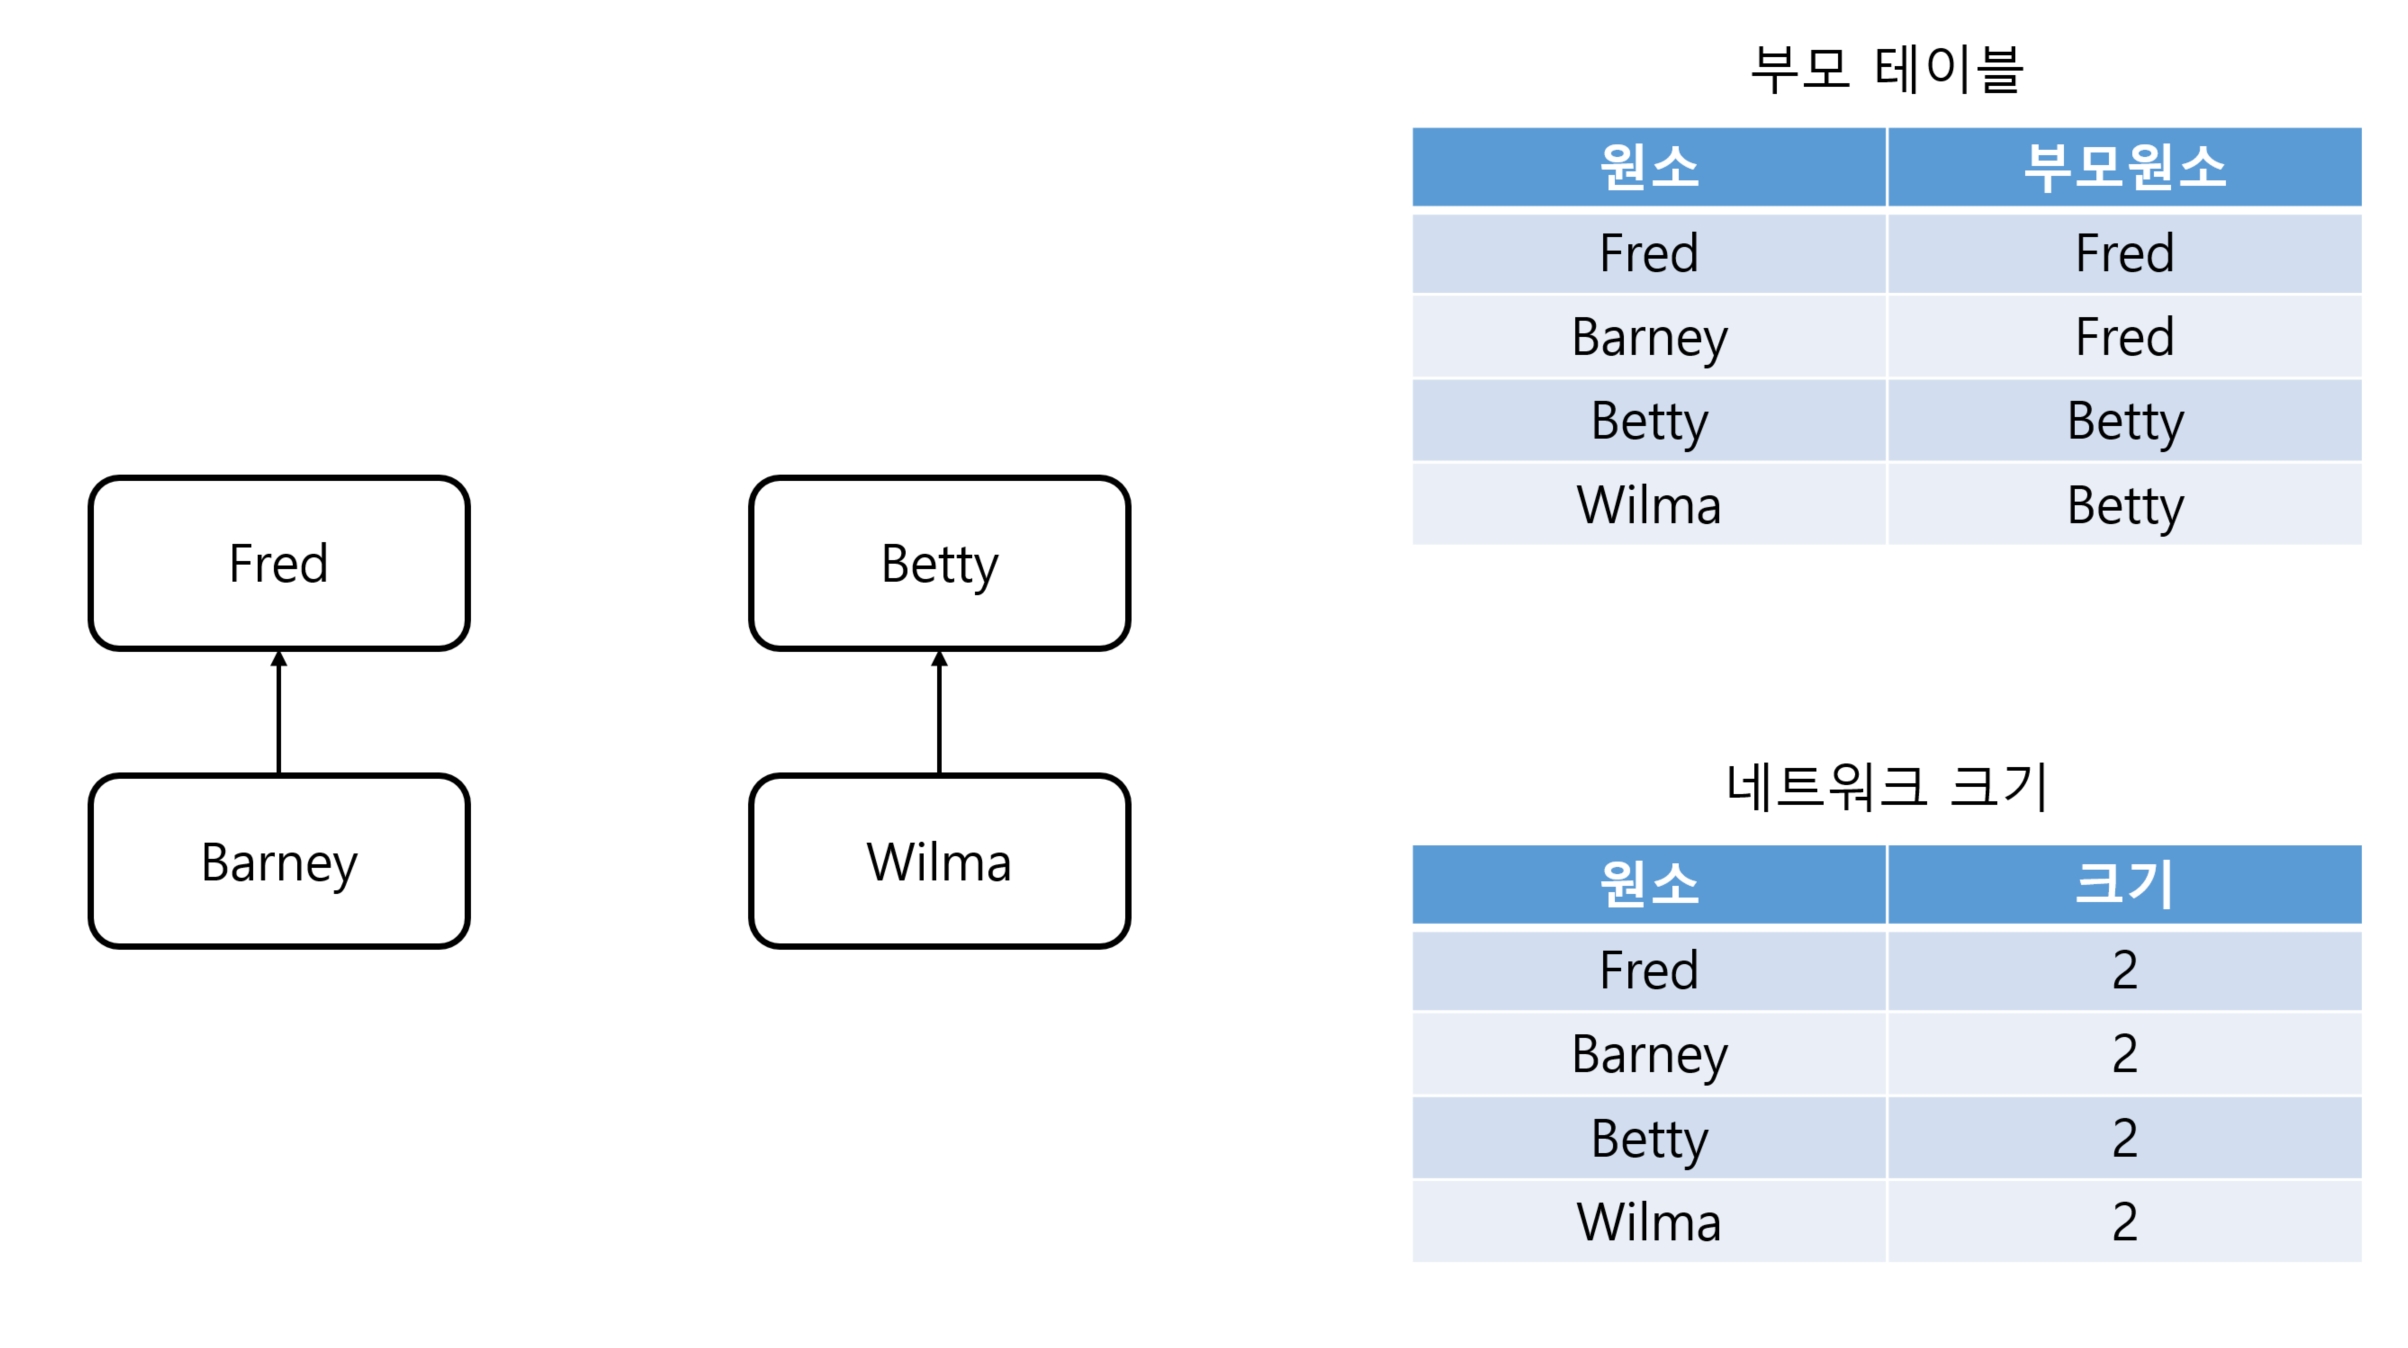 Fred
Betty
Barney
Wilma
부모 테이블
원소 부모원소
Fred Fred
Barney Fred
Betty Betty
Wilma Betty
네트워크 크기
원소 크기
Fred 2
Barney 2
Betty 2
Wilma 2